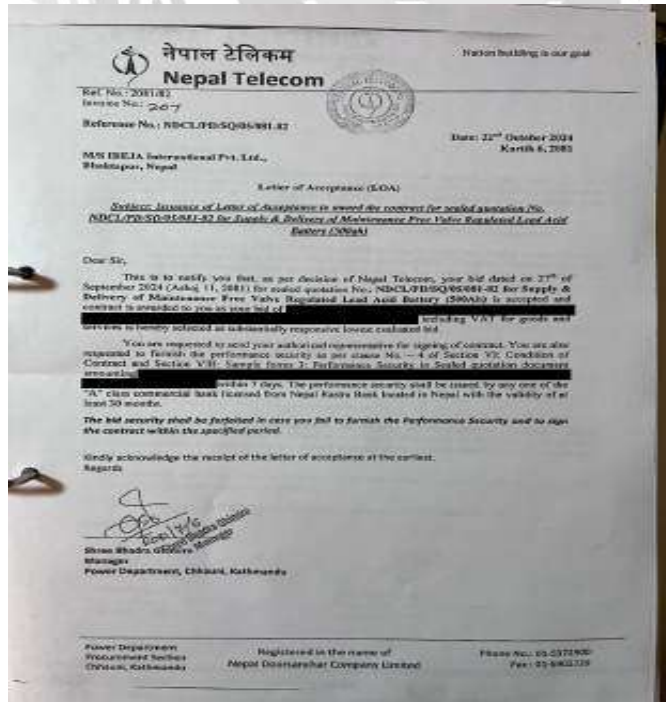 नेपाल टेलिकम
Nepal Telecom
Nation building is our goal
Ref. No.: 2081/82
Invoice No.: 207
Reference No.: NDCL/PD/SQ/05/081-82
Date: 22nd October 2024
Kartik 6, 2081
M/S International Pvt. Ltd.,
Bhaktapur, Nepal
Letter of Acceptance (LOA)
Subject: Issuance of Letter of Acceptance to award the contract for sealed quotation No.
NDCL/PD/SQ/05/081-82 for Supply & Delivery of Maintenance Free Valve Regulated Lead Acid
Battery (500ah)
Dear Sir,
This is to notify you that, as per decision of Nepal Telecom, your bid dated on 27th of
September 2024 (Ashoj 11, 2081) for sealed quotation No.: NDCL/PD/SQ/05/081-82 for Supply &
Delivery of Maintenance Free Valve Regulated Lead Acid Battery (500Ah) is accepted and
contract is awarded to you as your bid of
including VAT for goods and
services is hereby selected as substantially responsive lowest evaluated bid.
You are requested to send your authorized representative for signing of contract. You are also
requested to furnish the performance security as per clause No. – 4 of Section VI: Condition of
Contract and Section VIII: Sample forms 3: Performance Security in Sealed quotation document
amounting
within 7 days. The performance security shall be issued by any one of the
"A" class commercial bank licensed from Nepal Rastra Bank located in Nepal with the validity of at
least 30 months.
The bid security shall be forfeited in case you fail to furnish the Performance Security and to sign
the contract within the specified period.
Kindly acknowledge the receipt of the letter of acceptance at the earliest.
Regards
Shree Bhadra
Manager
Power Department, Chhauni, Kathmandu
Power Department
Procurement Section
Chhauni, Kathmandu
Registered in the name of
Nepal Doorsanchar Company Limited
Phone No.:
Fax: